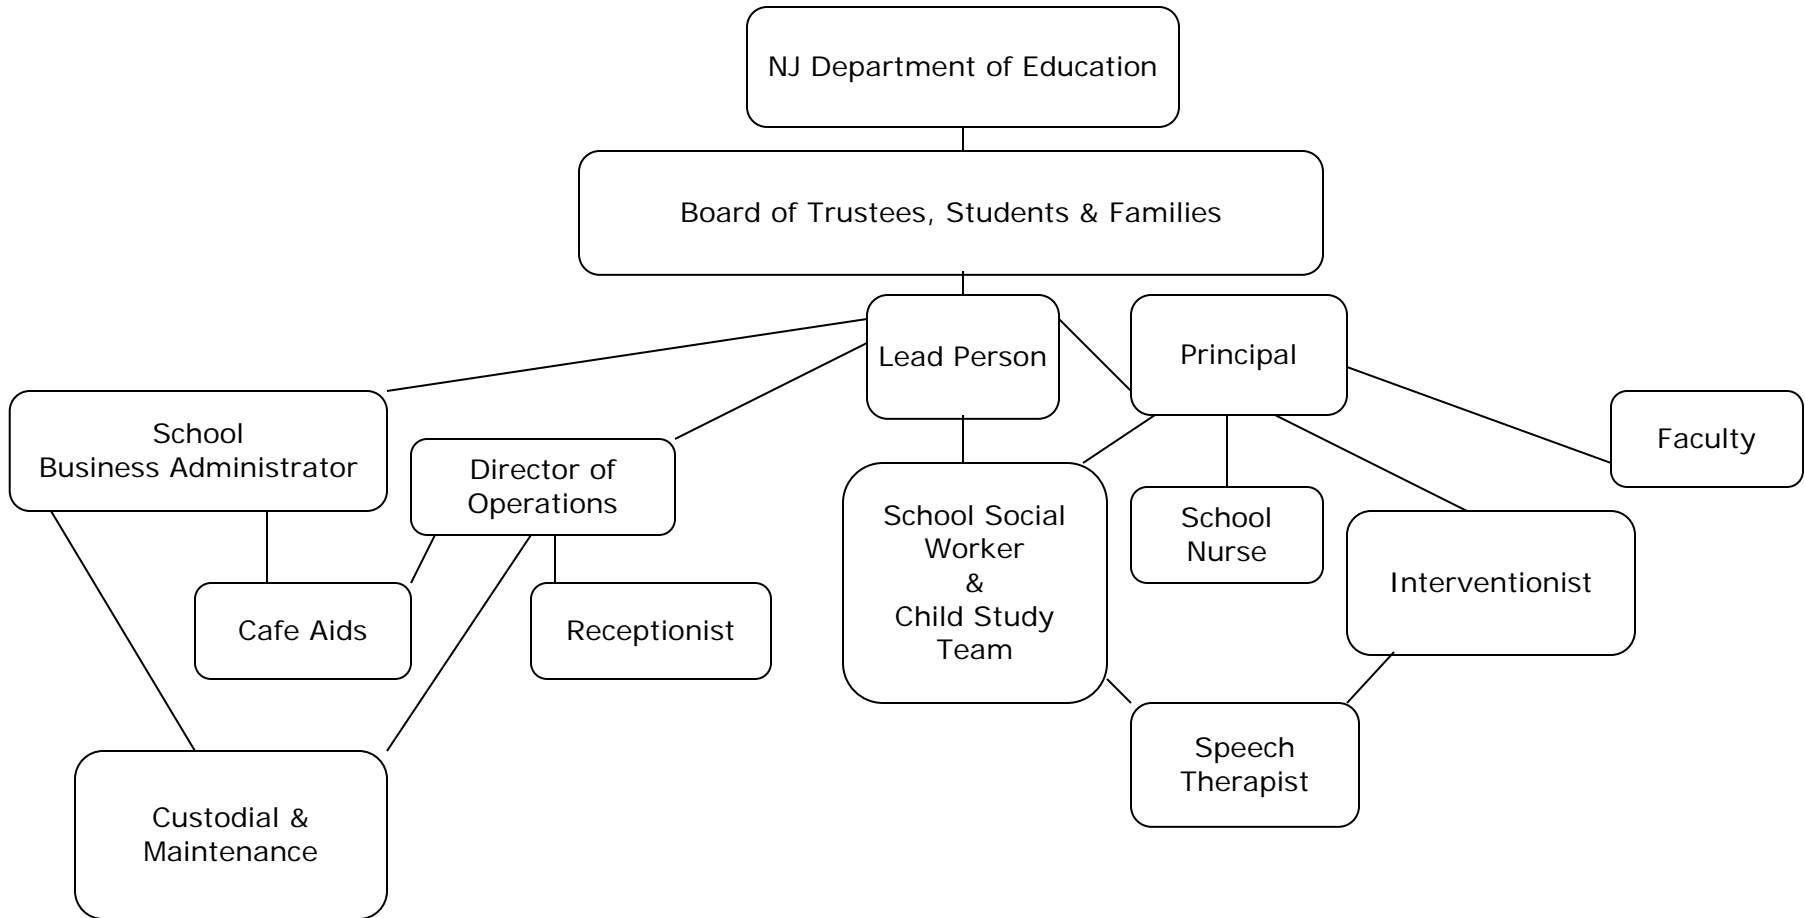 NJ Department of Education
Board of Trustees, Students & Families
Lead Person
Principal
School
Business Administrator
Director of
Operations
Faculty
School Social
Worker
&
Child Study
Team
School
Nurse
Interventionist
Cafe Aids
Receptionist
Speech
Therapist
Custodial &
Maintenance